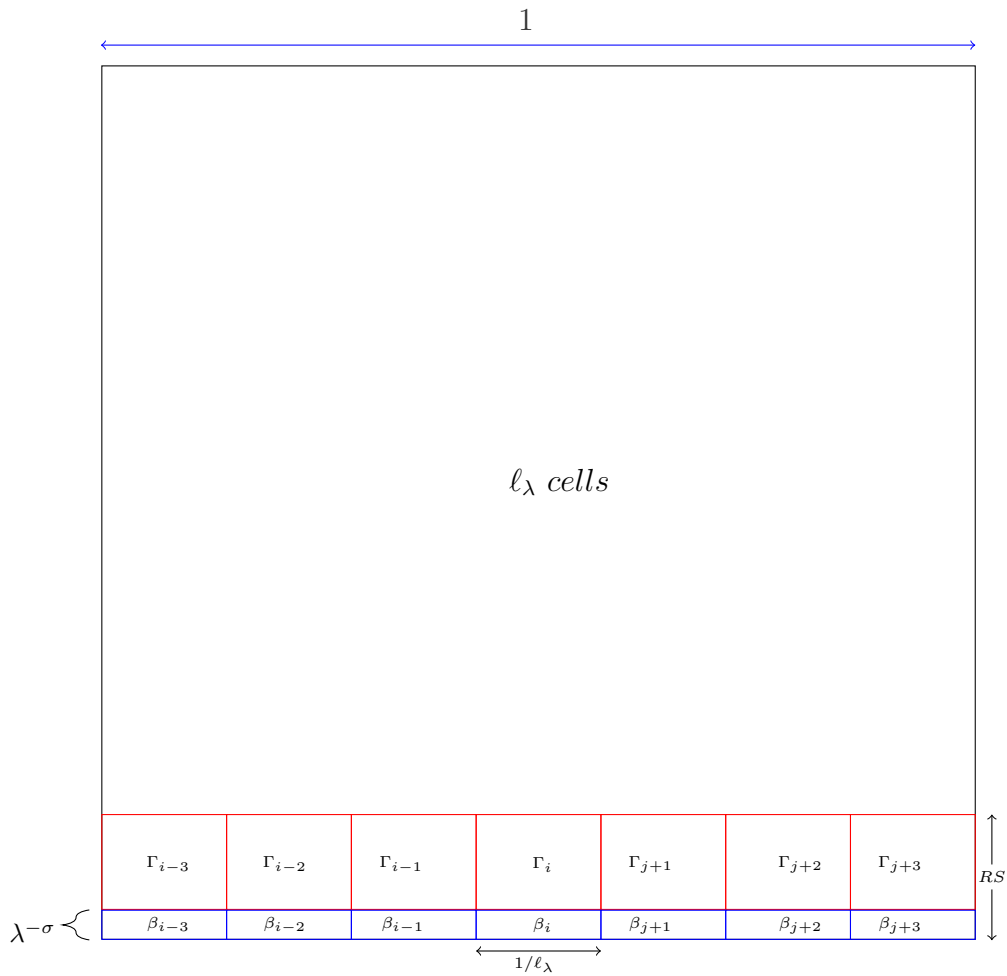 1
ℓ_λ cells
Γ_{i−3} Γ_{i−2} Γ_{i−1} Γ_i Γ_{j+1} Γ_{j+2} Γ_{j+3}
RS
λ^{−σ} β_{i−3} β_{i−2} β_{i−1} β_i β_{j+1} β_{j+2} β_{j+3}
1/ℓ_λ